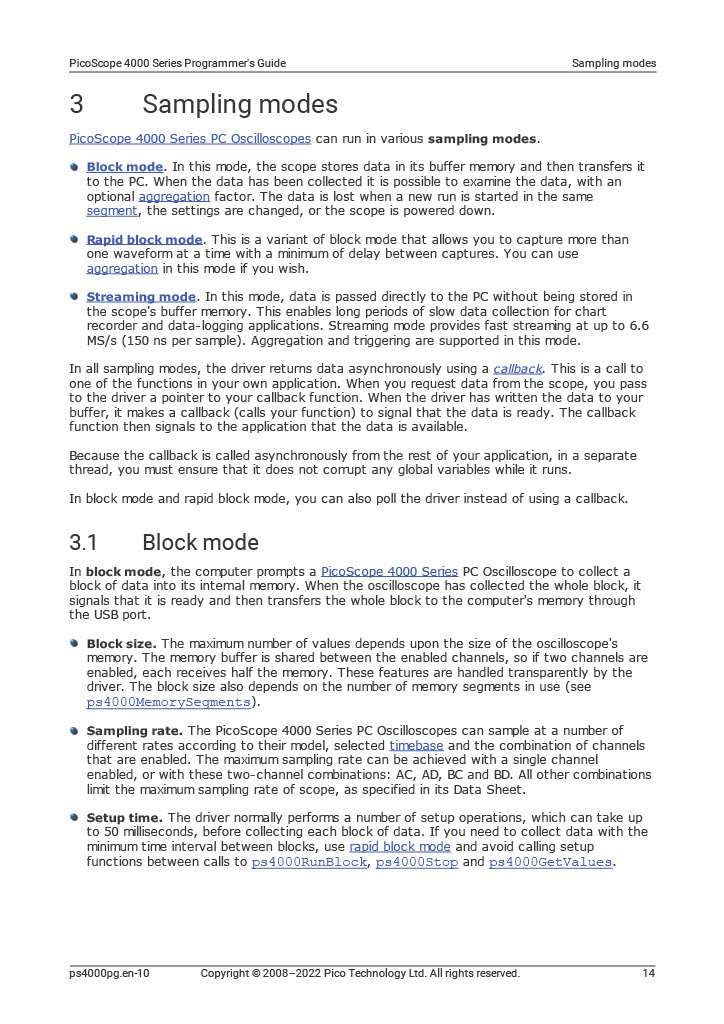 PicoScope 4000 Series Programmer's Guide
Sampling modes
3 Sampling modes
PicoScope 4000 Series PC Oscilloscopes can run in various sampling modes.
Block mode. In this mode, the scope stores data in its buffer memory and then transfers it
to the PC. When the data has been collected it is possible to examine the data, with an
optional aggregation factor. The data is lost when a new run is started in the same
segment, the settings are changed, or the scope is powered down.
Rapid block mode. This is a variant of block mode that allows you to capture more than
one waveform at a time with a minimum of delay between captures. You can use
aggregation in this mode if you wish.
Streaming mode. In this mode, data is passed directly to the PC without being stored in
the scope's buffer memory. This enables long periods of slow data collection for chart
recorder and data-logging applications. Streaming mode provides fast streaming at up to 6.6
MS/s (150 ns per sample). Aggregation and triggering are supported in this mode.
In all sampling modes, the driver returns data asynchronously using a callback. This is a call to
one of the functions in your own application. When you request data from the scope, you pass
to the driver a pointer to your callback function. When the driver has written the data to your
buffer, it makes a callback (calls your function) to signal that the data is ready. The callback
function then signals to the application that the data is available.
Because the callback is called asynchronously from the rest of your application, in a separate
thread, you must ensure that it does not corrupt any global variables while it runs.
In block mode and rapid block mode, you can also poll the driver instead of using a callback.
3.1 Block mode
In block mode, the computer prompts a PicoScope 4000 Series PC Oscilloscope to collect a
block of data into its internal memory. When the oscilloscope has collected the whole block, it
signals that it is ready and then transfers the whole block to the computer's memory through
the USB port.
Block size. The maximum number of values depends upon the size of the oscilloscope's
memory. The memory buffer is shared between the enabled channels, so if two channels are
enabled, each receives half the memory. These features are handled transparently by the
driver. The block size also depends on the number of memory segments in use (see
ps4000MemorySegments).
Sampling rate. The PicoScope 4000 Series PC Oscilloscopes can sample at a number of
different rates according to their model, selected timebase and the combination of channels
that are enabled. The maximum sampling rate can be achieved with a single channel
enabled, or with these two-channel combinations: AC, AD, BC and BD. All other combinations
limit the maximum sampling rate of scope, as specified in its Data Sheet.
Setup time. The driver normally performs a number of setup operations, which can take up
to 50 milliseconds, before collecting each block of data. If you need to collect data with the
minimum time interval between blocks, use rapid block mode and avoid calling setup
functions between calls to ps4000RunBlock, ps4000Stop and ps4000GetValues.
ps4000pg.en-10
Copyright © 2008–2022 Pico Technology Ltd. All rights reserved.
14